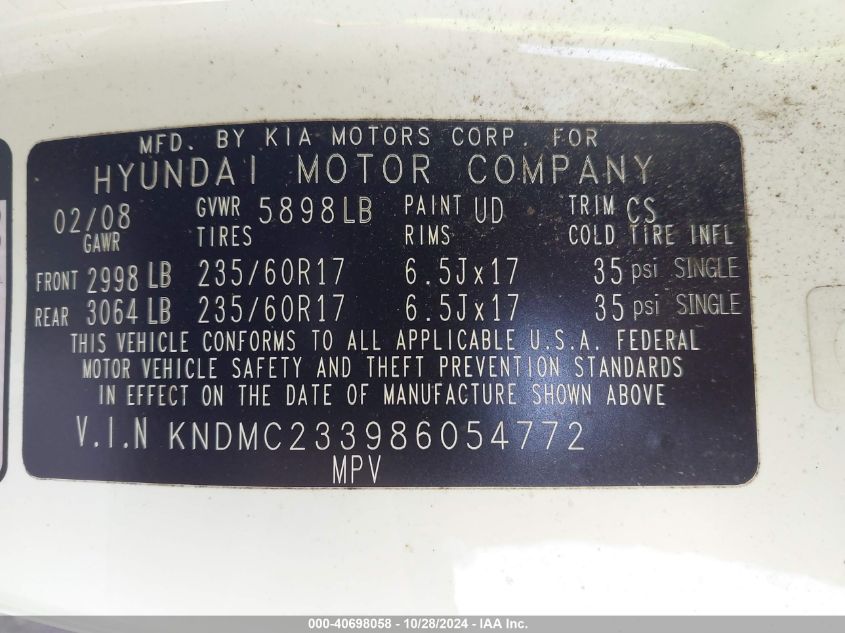 MFD. BY KIA MOTORS CORP. FOR
HYUNDAI MOTOR COMPANY
02/08 GVWR 5898LB PAINT UD TRIM CS
GAWR TIRES RIMS COLD TIRE INFL
FRONT 2998 LB 235/60R17 6.5Jx17 35 psi SINGLE
REAR 3064 LB 235/60R17 6.5Jx17 35 psi SINGLE
THIS VEHICLE CONFORMS TO ALL APPLICABLE U.S.A. FEDERAL
MOTOR VEHICLE SAFETY AND THEFT PREVENTION STANDARDS
IN EFFECT ON THE DATE OF MANUFACTURE SHOWN ABOVE
V.I.N KNDMC233986054772
MPV
000-40698058 - 10/28/2024 - IAA Inc.